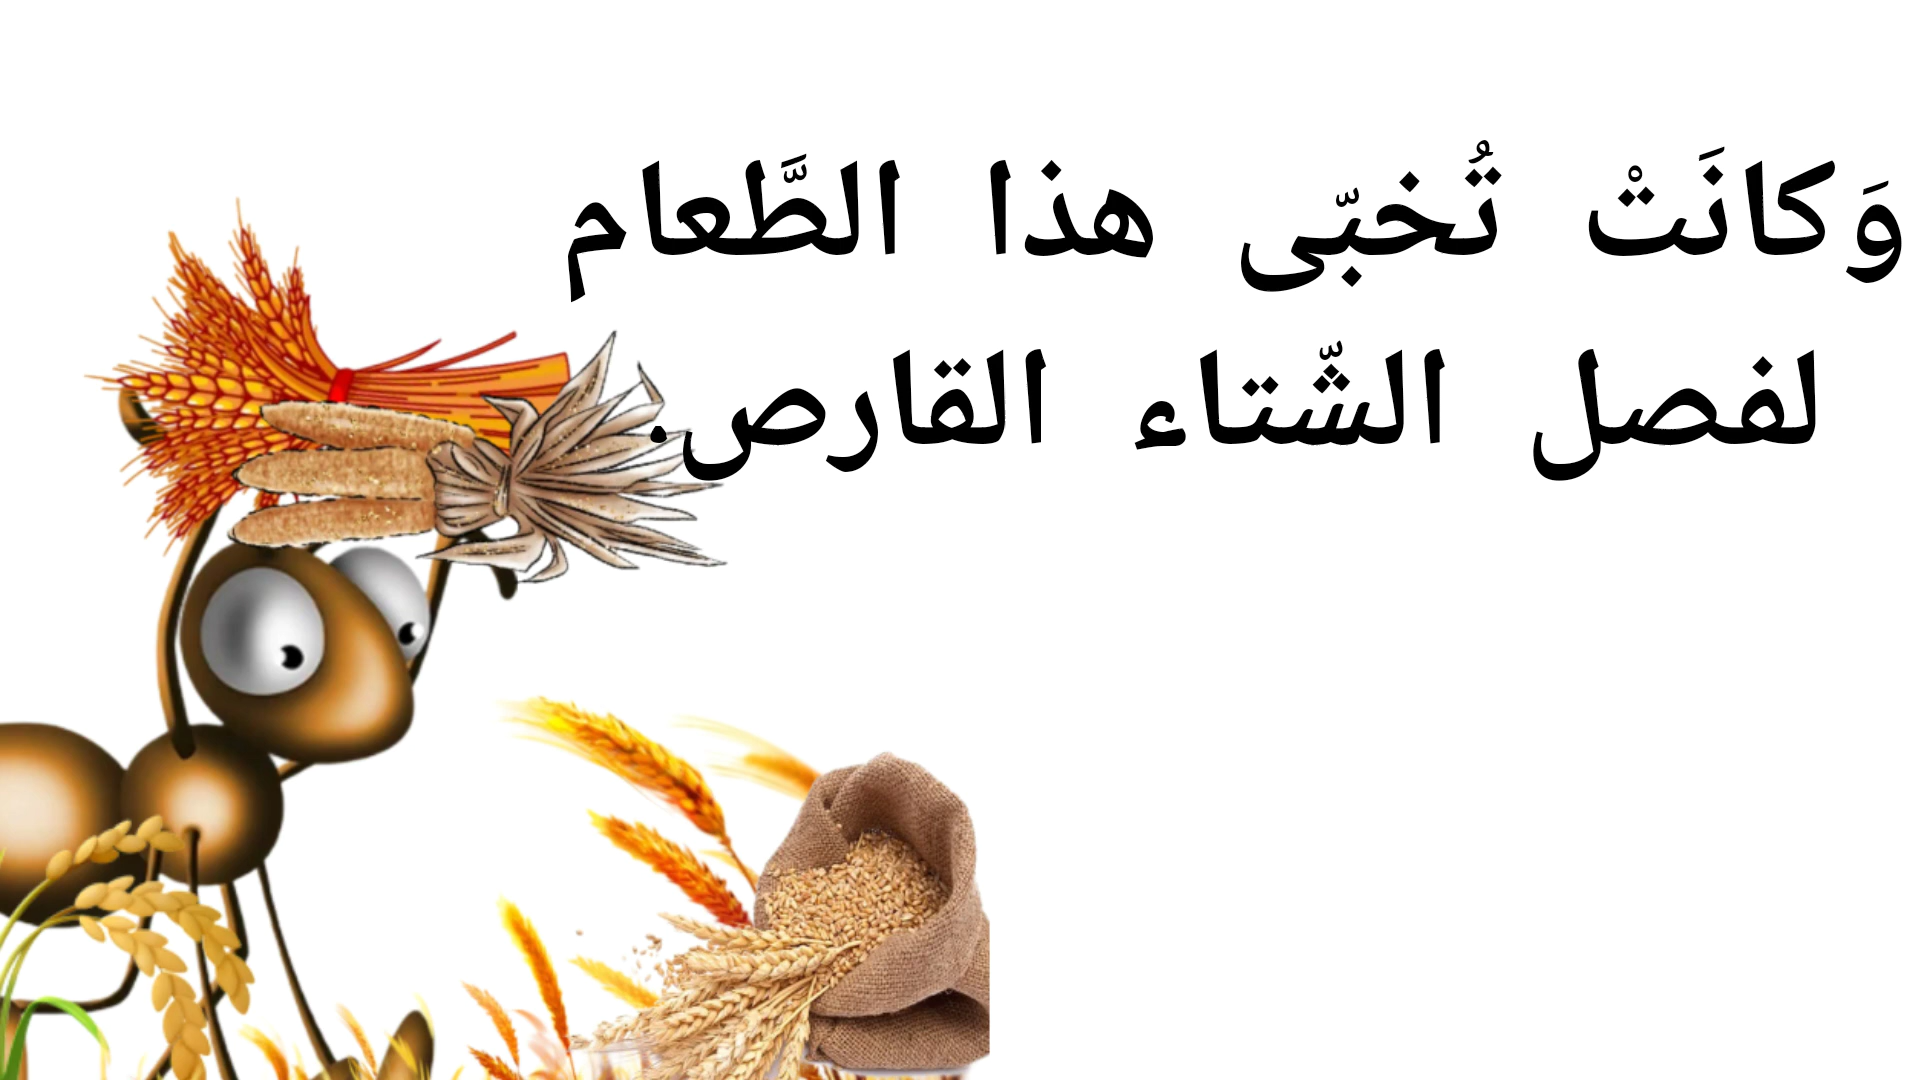 وَكانَتْ تُخبّى هذا الطَّعام
لفصل الشّتاء القارص.